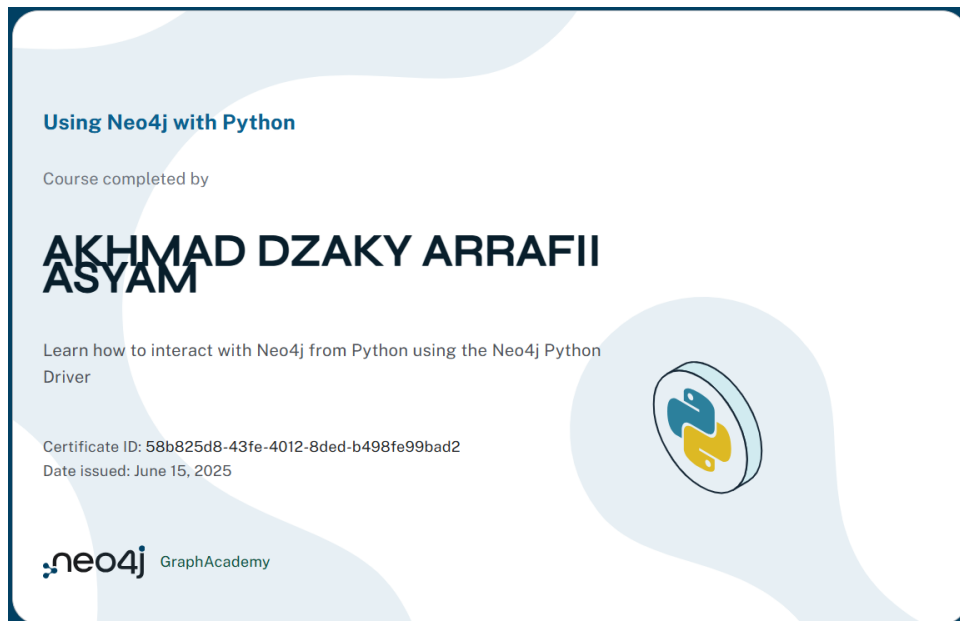 Using Neo4j with Python
Course completed by
AKHMAD DZAKY ARRAFII
ASYAM
Learn how to interact with Neo4j from Python using the Neo4j Python
Driver
Certificate ID: 58b825d8-43fe-4012-8ded-b498fe99bad2
Date issued: June 15, 2025
neo4j GraphAcademy